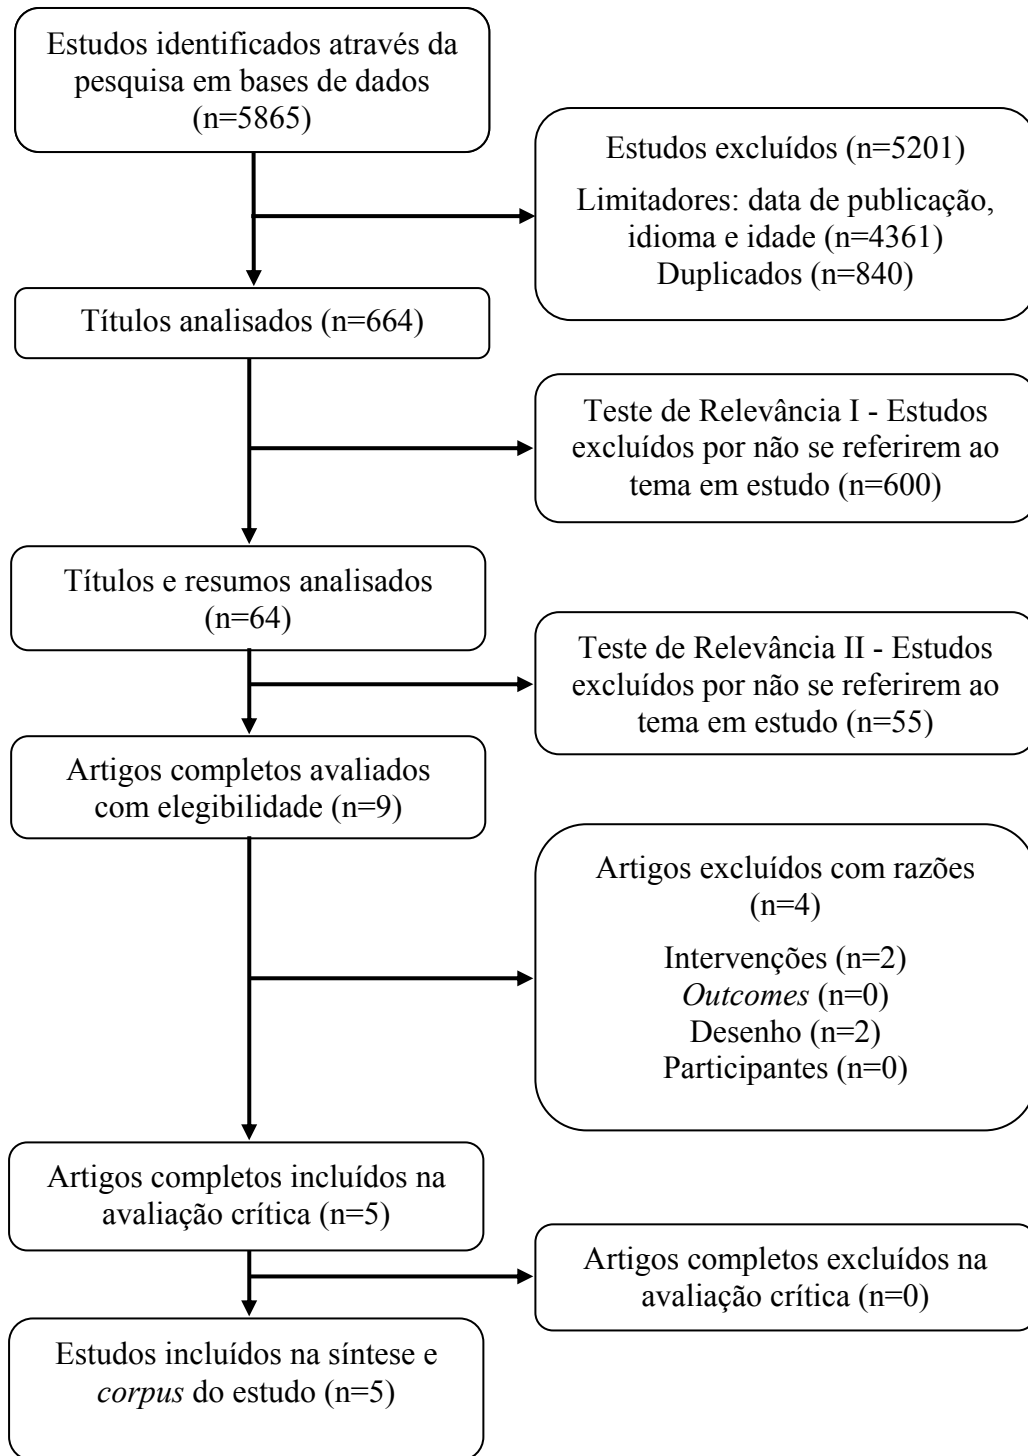 Estudos identificados através da
pesquisa em bases de dados
(n=5865)
Estudos excluídos (n=5201)
Limitadores: data de publicação,
idioma e idade (n=4361)
Duplicados (n=840)
Títulos analisados (n=664)
Teste de Relevância I - Estudos
excluídos por não se referirem ao
tema em estudo (n=600)
Títulos e resumos analisados
(n=64)
Teste de Relevância II - Estudos
excluídos por não se referirem ao
tema em estudo (n=55)
Artigos completos avaliados
com elegibilidade (n=9)
Artigos excluídos com razões
(n=4)
Intervenções (n=2)
Outcomes (n=0)
Desenho (n=2)
Participantes (n=0)
Artigos completos incluídos na
avaliação crítica (n=5)
Artigos completos excluídos na
avaliação crítica (n=0)
Estudos incluídos na síntese e
corpus do estudo (n=5)